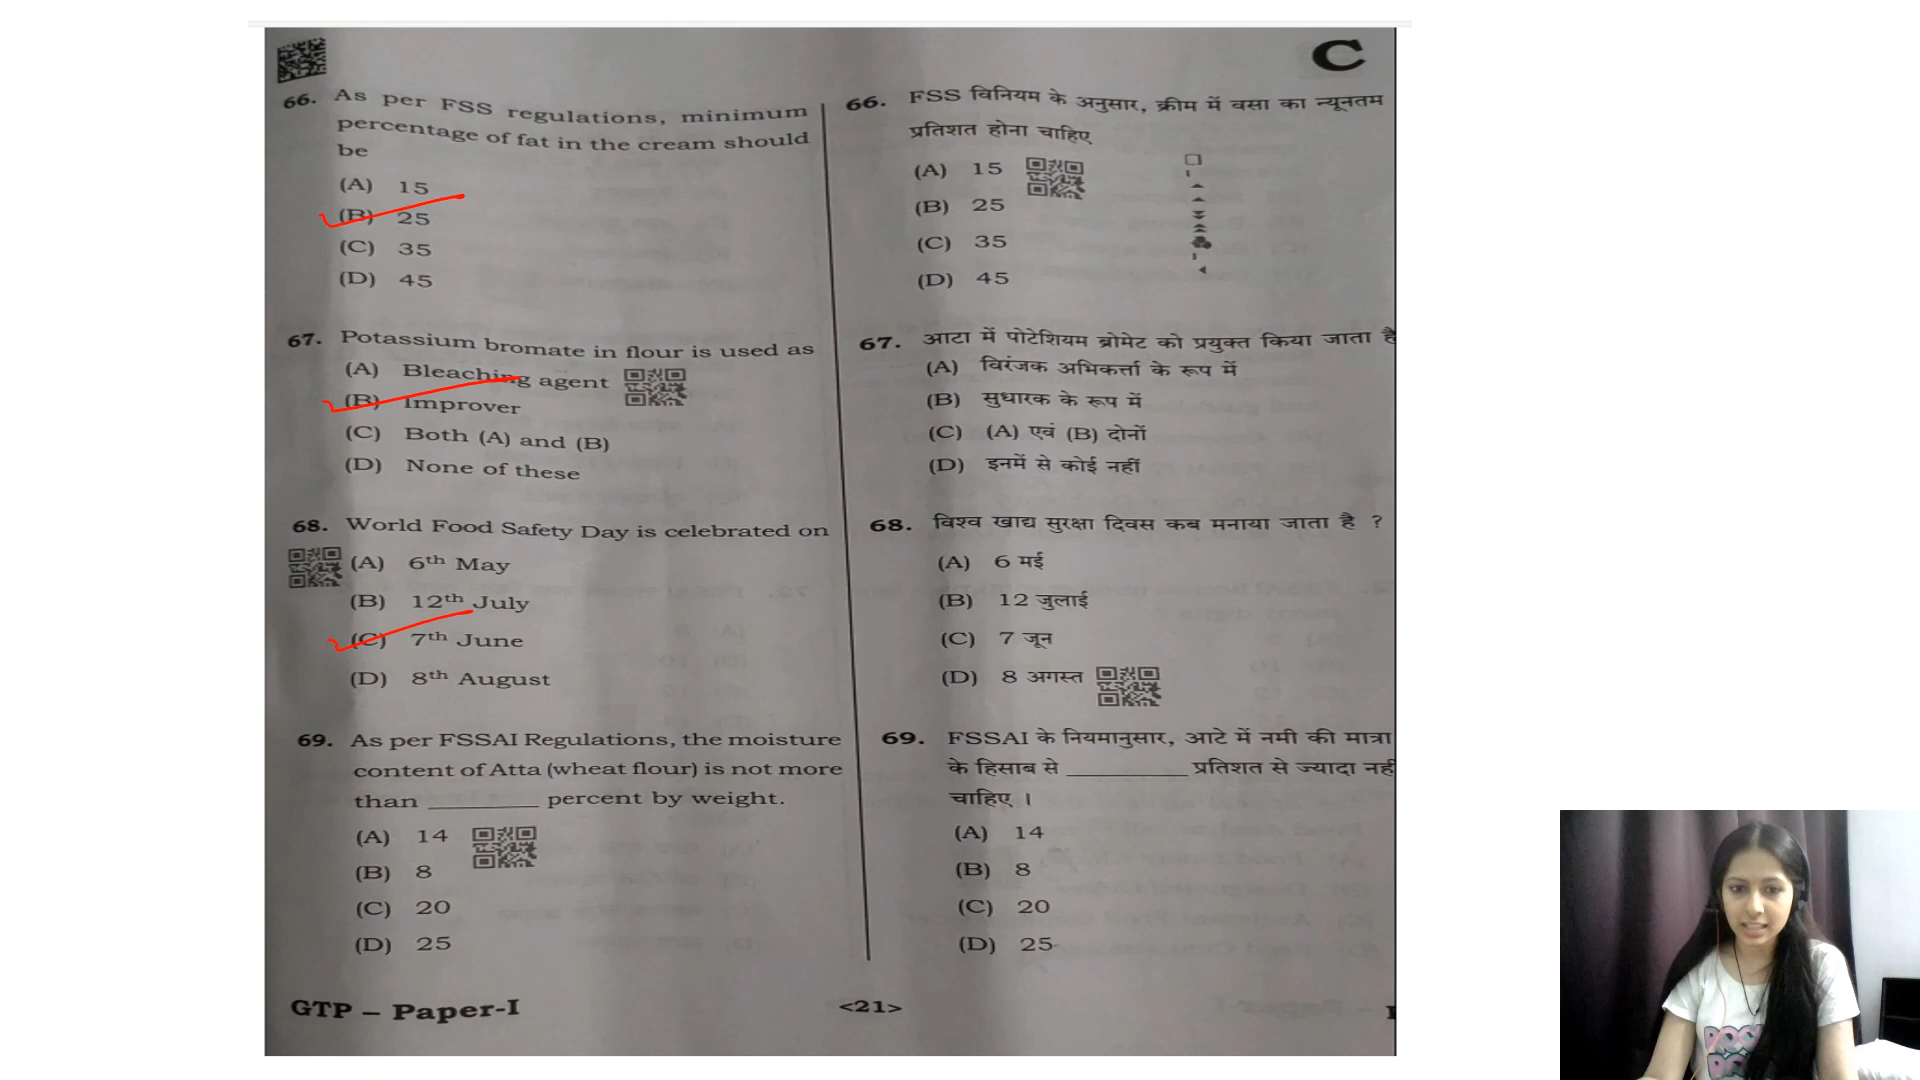 C
66. As per FSS regulations, minimum
percentage of fat in the cream should
be
(A) 15
(B) 25
(C) 35
(D) 45
67. Potassium bromate in flour is used as
(A) Bleaching agent
(B) Improver
(C) Both (A) and (B)
(D) None of these
68. World Food Safety Day is celebrated on
(A) 6th May
(B) 12th July
(C) 7th June
(D) 8th August
69. As per FSSAI Regulations, the moisture
content of Atta (wheat flour) is not more
than ________ percent by weight.
(A) 14
(B) 8
(C) 20
(D) 25
66. FSS विनियम के अनुसार, क्रीम में वसा का न्यूनतम
प्रतिशत होना चाहिए
(A) 15
(B) 25
(C) 35
(D) 45
67. आटा में पोटेशियम ब्रोमेट को प्रयुक्त किया जाता है
(A) विरंजक अभिकर्त्ता के रूप में
(B) सुधारक के रूप में
(C) (A) एवं (B) दोनों
(D) इनमें से कोई नहीं
68. विश्व खाद्य सुरक्षा दिवस कब मनाया जाता है ?
(A) 6 मई
(B) 12 जुलाई
(C) 7 जून
(D) 8 अगस्त
69. FSSAI के नियमानुसार, आटे में नमी की मात्रा
के हिसाब से ________ प्रतिशत से ज्यादा नहीं
चाहिए ।
(A) 14
(B) 8
(C) 20
(D) 25
GTP – Paper-I
<21>